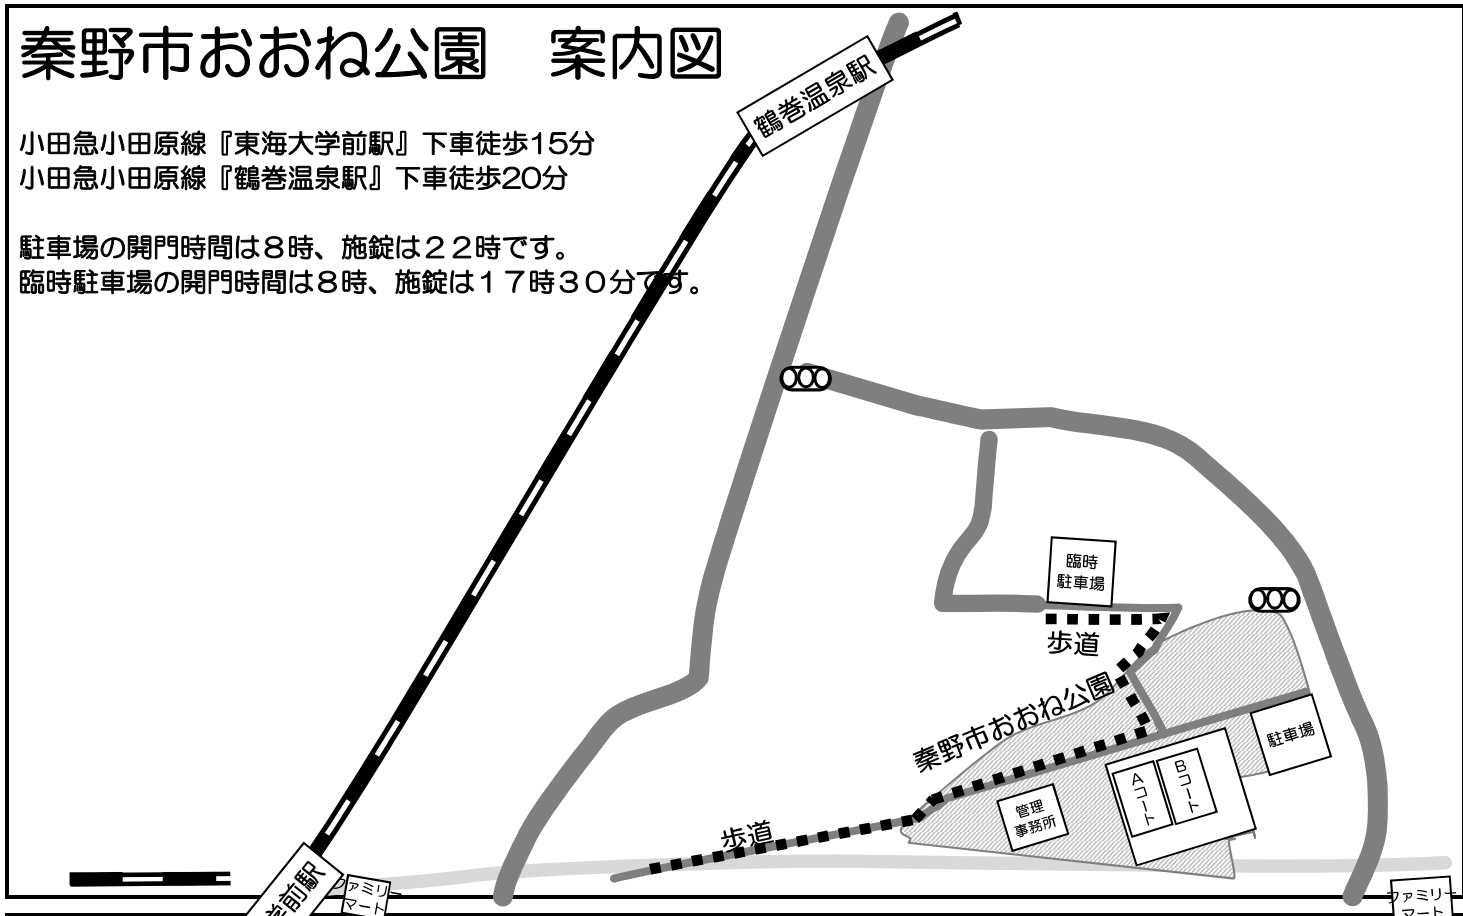 秦野市おおね公園　案内図
小田急小田原線『東海大学前駅』下車徒歩15分
小田急小田原線『鶴巻温泉駅』下車徒歩20分
駐車場の開門時間は８時、施錠は２２時です。
臨時駐車場の開門時間は８時、施錠は１７時３０分です。
鶴巻温泉駅
臨時
駐車場
歩道
秦野市おおね公園
駐車場
Aコート
Bコート
管理
事務所
歩道
学前駅
ファミリー
マート
ファミリー
マート